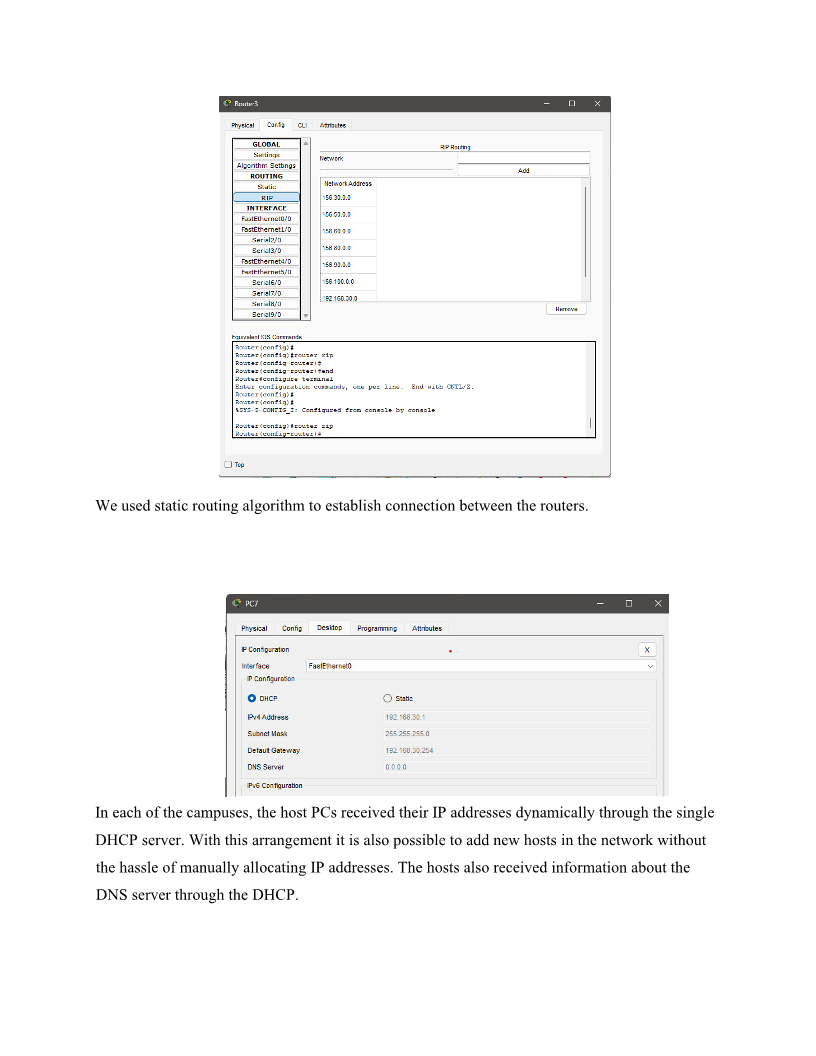 Router3
Physical Config CLI Attributes
GLOBAL
Settings
Algorithm Settings
ROUTING
Static
RIP
INTERFACE
FastEthernet0/0
FastEthernet1/0
Serial2/0
Serial3/0
FastEthernet4/0
FastEthernet5/0
Serial6/0
Serial7/0
Serial8/0
Serial9/0
RIP Routing
Network
Add
Network Address
156.30.0.0
156.50.0.0
156.60.0.0
156.80.0.0
156.90.0.0
156.100.0.0
192.168.30.0
Remove
Equivalent IOS Commands
Router(config)#
Router(config)#router rip
Router(config-router)#
Router(config-router)#end
Router#configure terminal
Enter configuration commands, one per line. End with CNTL/Z.
Router(config)#
Router(config)#
%SYS-5-CONFIG_I: Configured from console by console
Router(config)#router rip
Router(config-router)#
Top
We used static routing algorithm to establish connection between the routers.
PC7
Physical Config Desktop Programming Attributes
IP Configuration
X
Interface FastEthernet0
IP Configuration
DHCP Static
IPv4 Address 192.168.30.1
Subnet Mask 255.255.255.0
Default Gateway 192.168.30.254
DNS Server 0.0.0.0
IPv6 Configuration
In each of the campuses, the host PCs received their IP addresses dynamically through the single
DHCP server. With this arrangement it is also possible to add new hosts in the network without
the hassle of manually allocating IP addresses. The hosts also received information about the
DNS server through the DHCP.